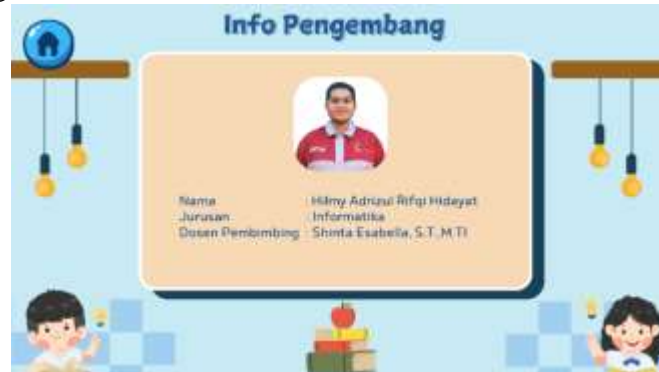 Info Pengembang
Nama : Hilmy Adrizul Rifqi Hidayat
Jurusan : Informatika
Dosen Pembimbing : Shinta Esabella, S.T., M.TI